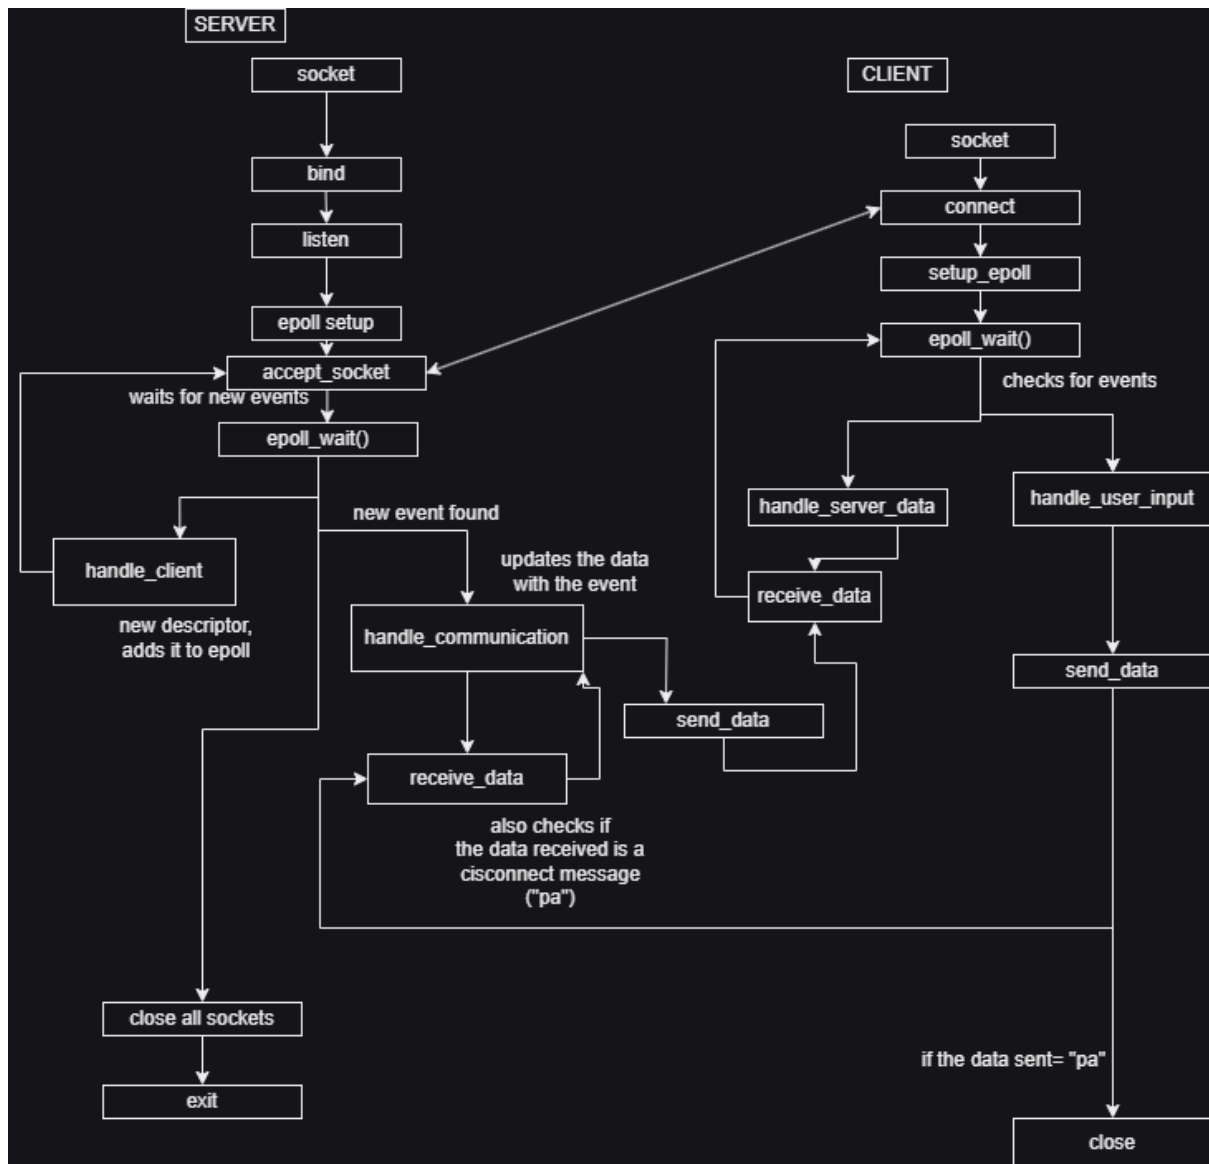 SERVER
socket
bind
listen
epoll setup
accept_socket
waits for new events
epoll_wait()
new event found
handle_client
new descriptor,
adds it to epoll
updates the data
with the event
handle_communication
send_data
receive_data
also checks if
the data received is a
cisconnect message
("pa")
close all sockets
exit
CLIENT
socket
connect
setup_epoll
epoll_wait()
checks for events
handle_server_data
handle_user_input
receive_data
send_data
if the data sent= "pa"
close